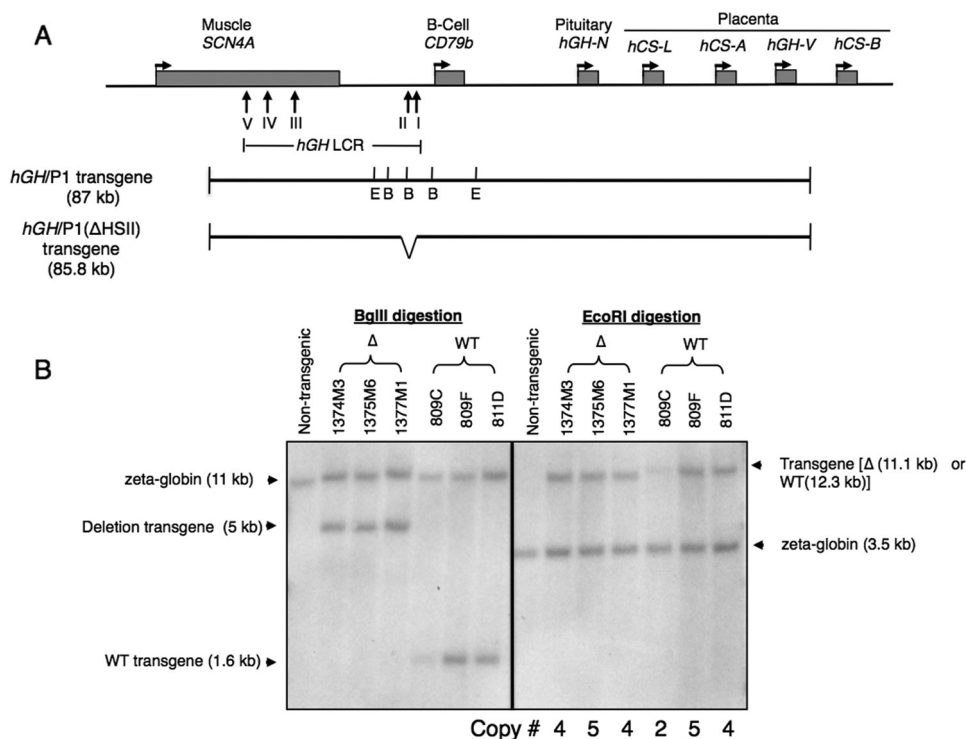 A
Muscle
SCN4A
B-Cell
CD79b
Pituitary
hGH-N
Placenta
hCS-L
hCS-A
hGH-V
hCS-B
V
IV
III
II
I
hGH LCR
hGH/P1 transgene
(87 kb)
E
B
B
B
E
hGH/P1(ΔHSII)
transgene
(85.8 kb)
B
BglII digestion
EcoRI digestion
Δ
WT
Δ
WT
Non-transgenic
1374M3
1375M6
1377M1
809C
809F
811D
Non-transgenic
1374M3
1375M6
1377M1
809C
809F
811D
zeta-globin (11 kb)
Deletion transgene (5 kb)
WT transgene (1.6 kb)
Transgene [Δ (11.1 kb) or
WT(12.3 kb)]
zeta-globin (3.5 kb)
Copy # 4 5 4 2 5 4